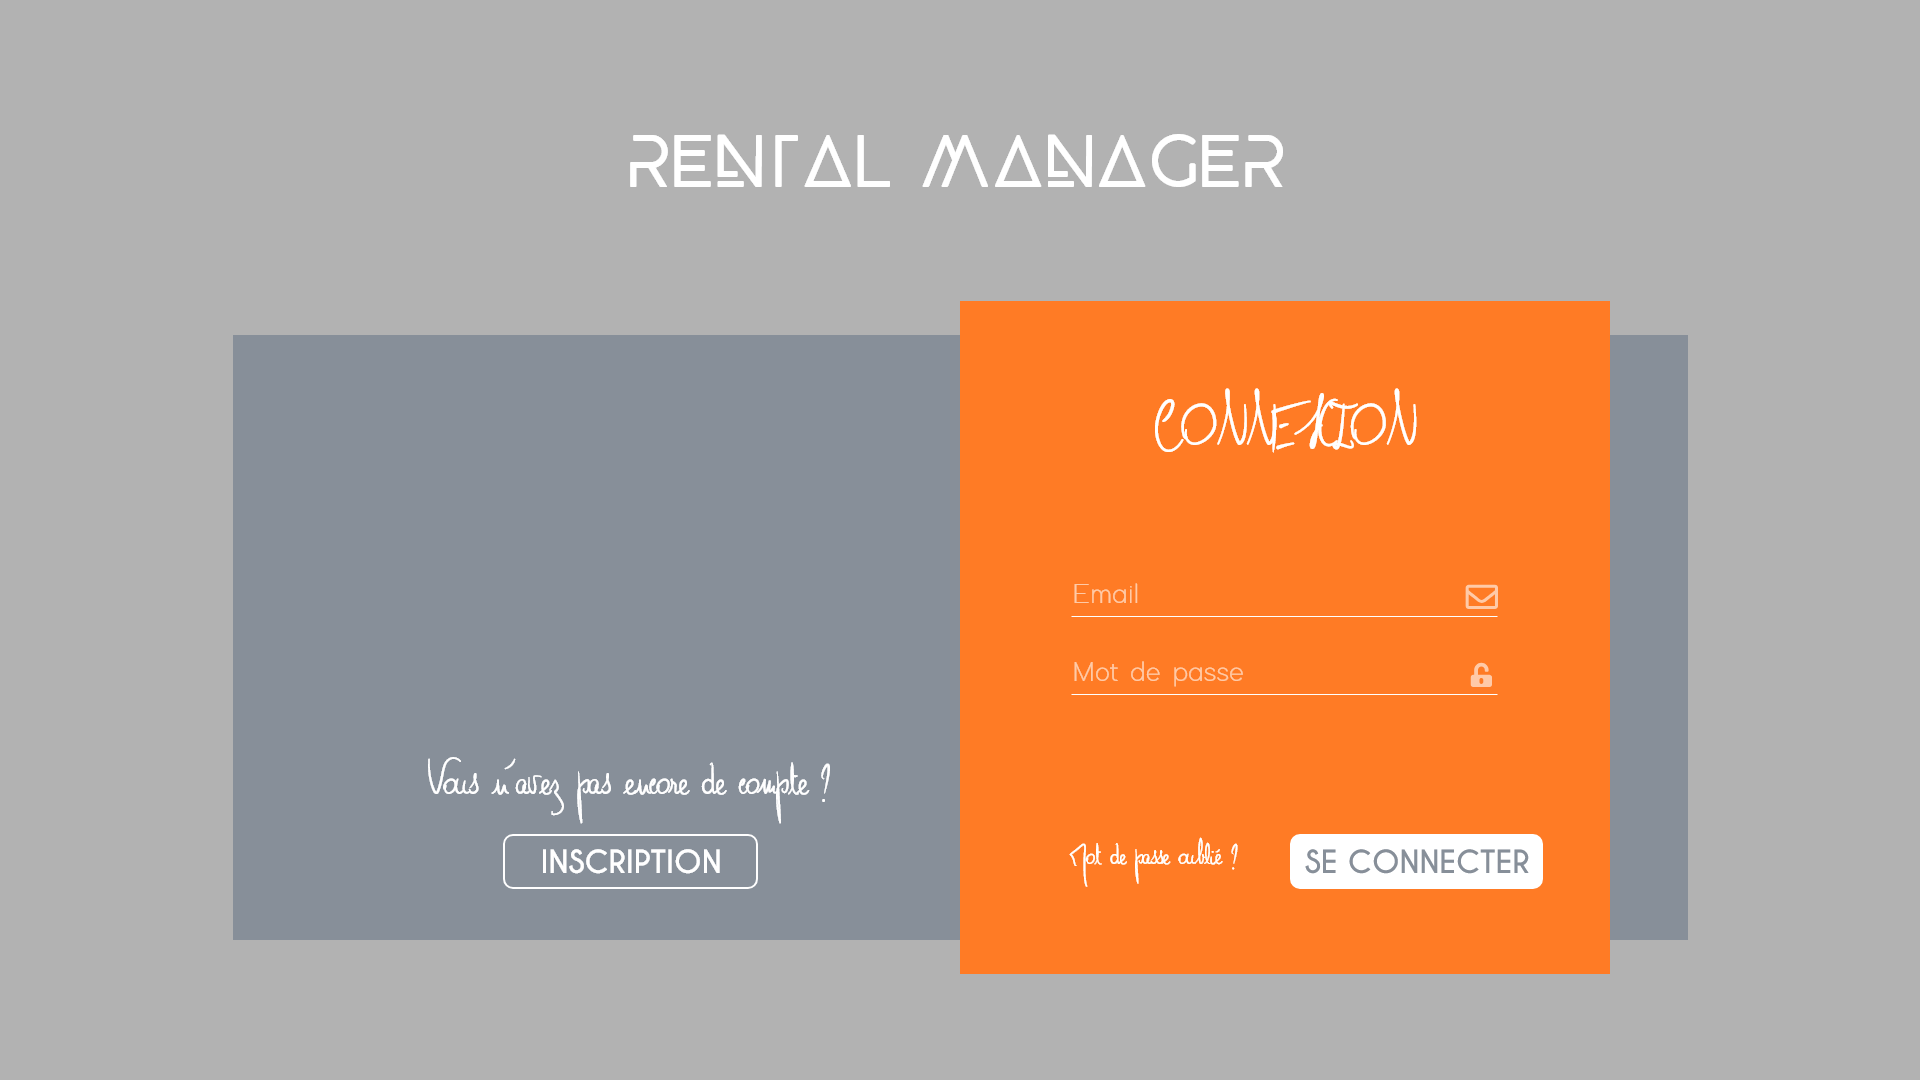 RENTAL MANAGER
CONNEXION
Email
Mot de passe
Vous n'avez pas encore de compte ?
INSCRIPTION
Mot de passe oublié ?
SE CONNECTER